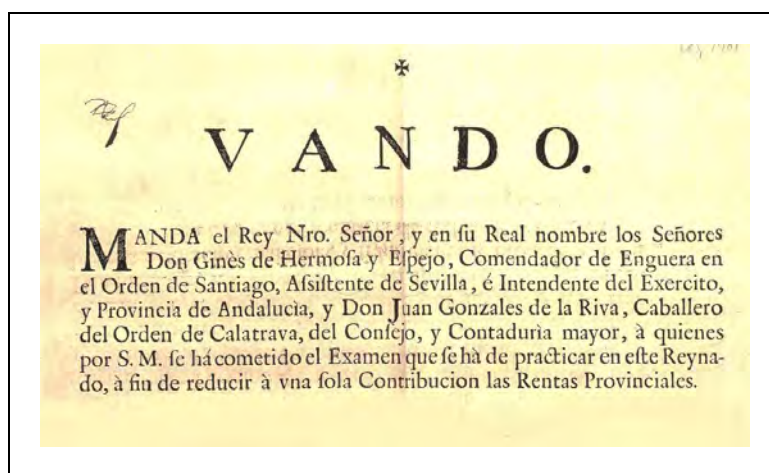 ✠
VANDO.
MANDA el Rey Nro. Señor, y en ſu Real nombre los Señores
Don Ginès de Hermoſa y Eſpejo, Comendador de Enguera en
el Orden de Santiago, Aſsiſtente de Sevilla, é Intendente del Exercito,
y Provincia de Andalucìa, y Don Juan Gonzales de la Riva, Caballero
del Orden de Calatrava, del Conſejo, y Contadurìa mayor, à quienes
por S. M. ſe há cometido el Examen que ſe hà de practicar en eſte Reyna-
do, à fin de reducir à vna ſola Contribucion las Rentas Provinciales.